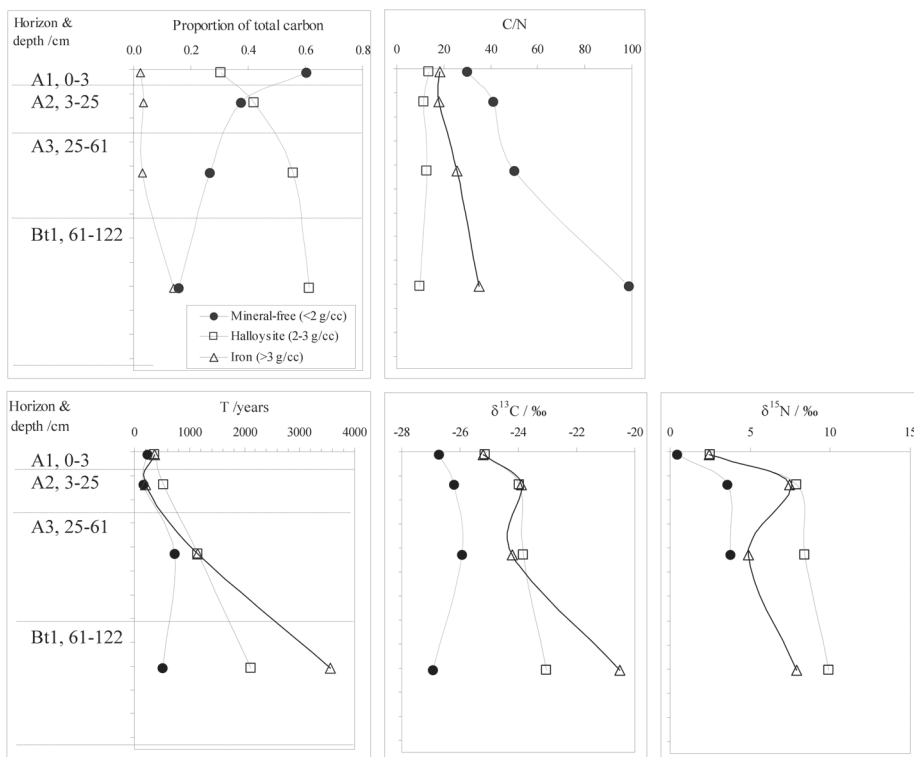 Horizon &
depth /cm
Proportion of total carbon
0.0 0.2 0.4 0.6 0.8
A1, 0-3
A2, 3-25
A3, 25-61
Bt1, 61-122
Mineral-free (<2 g/cc)
Halloysite (2-3 g/cc)
Iron (>3 g/cc)
C/N
0 20 40 60 80 100
Horizon &
depth /cm
T /years
0 1000 2000 3000 4000
A1, 0-3
A2, 3-25
A3, 25-61
Bt1, 61-122
δ¹³C / ‰
-28 -26 -24 -22 -20
δ¹⁵N / ‰
0 5 10 15